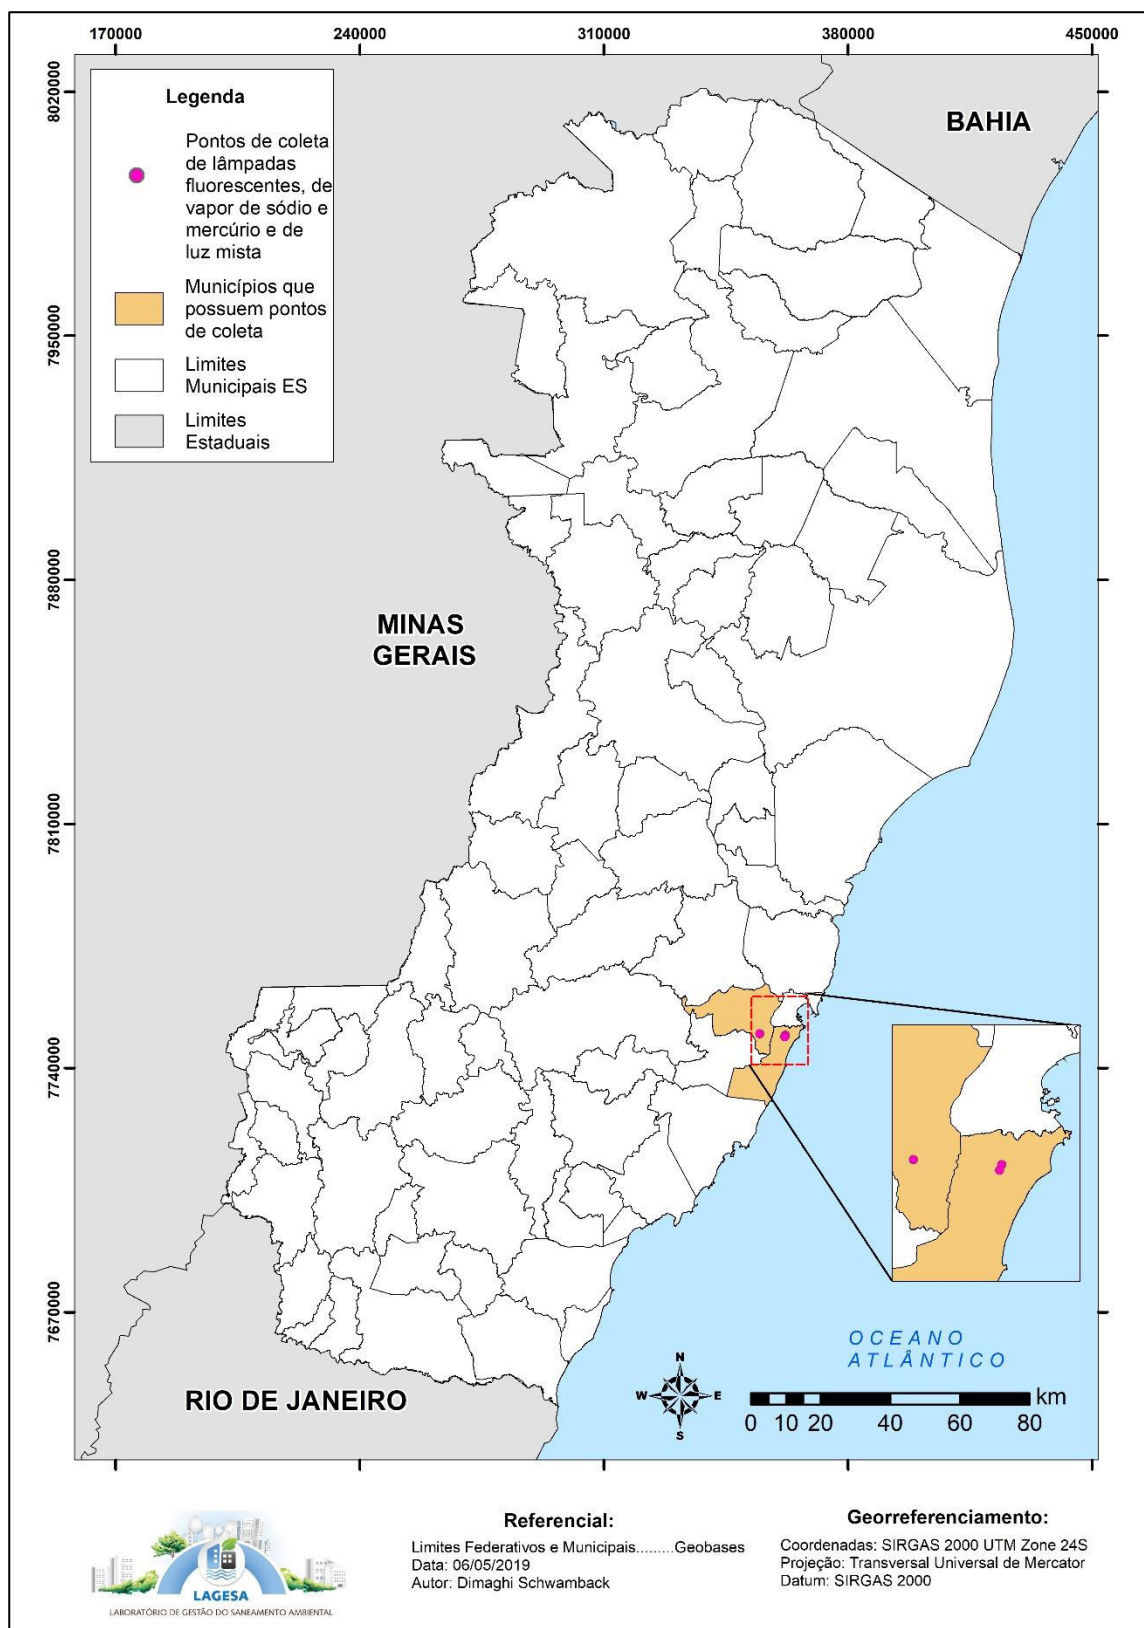 170000
240000
310000
380000
450000
8020000
7950000
7880000
7810000
7740000
7670000
Legenda
Pontos de coleta
de lâmpadas
fluorescentes, de
vapor de sódio e
mercúrio e de
luz mista
Municípios que
possuem pontos
de coleta
Limites
Municipais ES
Limites
Estaduais
BAHIA
MINAS
GERAIS
RIO DE JANEIRO
OCEANO
ATLÂNTICO
N
W
E
S
km
0 10 20 40 60 80
LAGESA
LABORATÓRIO DE GESTÃO DO SANEAMENTO AMBIENTAL
Referencial:
Limites Federativos e Municipais.........Geobases
Data: 06/05/2019
Autor: Dimaghi Schwamback
Georreferenciamento:
Coordenadas: SIRGAS 2000 UTM Zone 24S
Projeção: Transversal Universal de Mercator
Datum: SIRGAS 2000